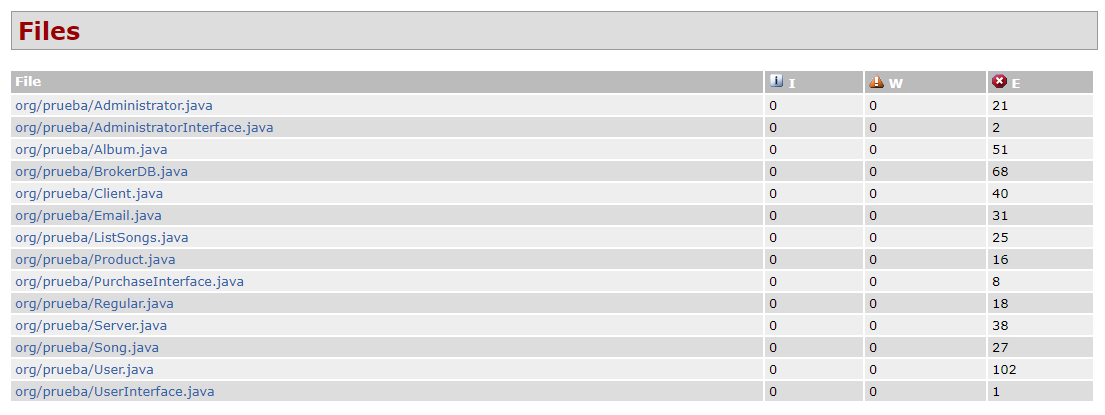 Files
File I W E
org/prueba/Administrator.java 0 0 21
org/prueba/AdministratorInterface.java 0 0 2
org/prueba/Album.java 0 0 51
org/prueba/BrokerDB.java 0 0 68
org/prueba/Client.java 0 0 40
org/prueba/Email.java 0 0 31
org/prueba/ListSongs.java 0 0 25
org/prueba/Product.java 0 0 16
org/prueba/PurchaseInterface.java 0 0 8
org/prueba/Regular.java 0 0 18
org/prueba/Server.java 0 0 38
org/prueba/Song.java 0 0 27
org/prueba/User.java 0 0 102
org/prueba/UserInterface.java 0 0 1